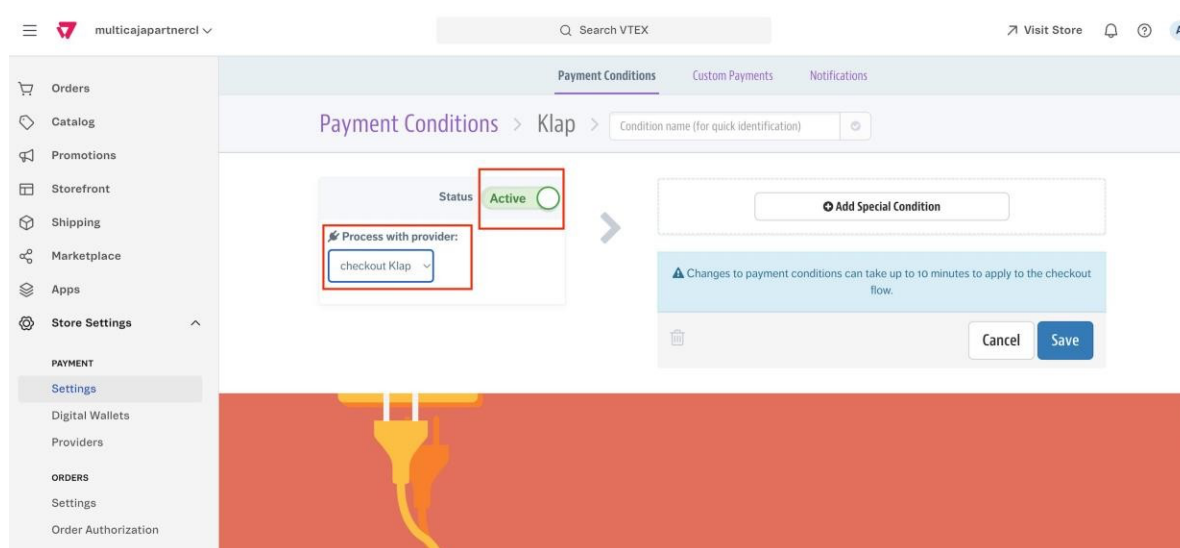 multicajapartnercl
Search VTEX
Visit Store
Orders
Catalog
Promotions
Storefront
Shipping
Marketplace
Apps
Store Settings
PAYMENT
Settings
Digital Wallets
Providers
ORDERS
Settings
Order Authorization
Payment Conditions Custom Payments Notifications
Payment Conditions > Klap > Condition name (for quick identification)
Status Active
Process with provider:
checkout Klap
Add Special Condition
Changes to payment conditions can take up to 10 minutes to apply to the checkout
flow.
Cancel Save